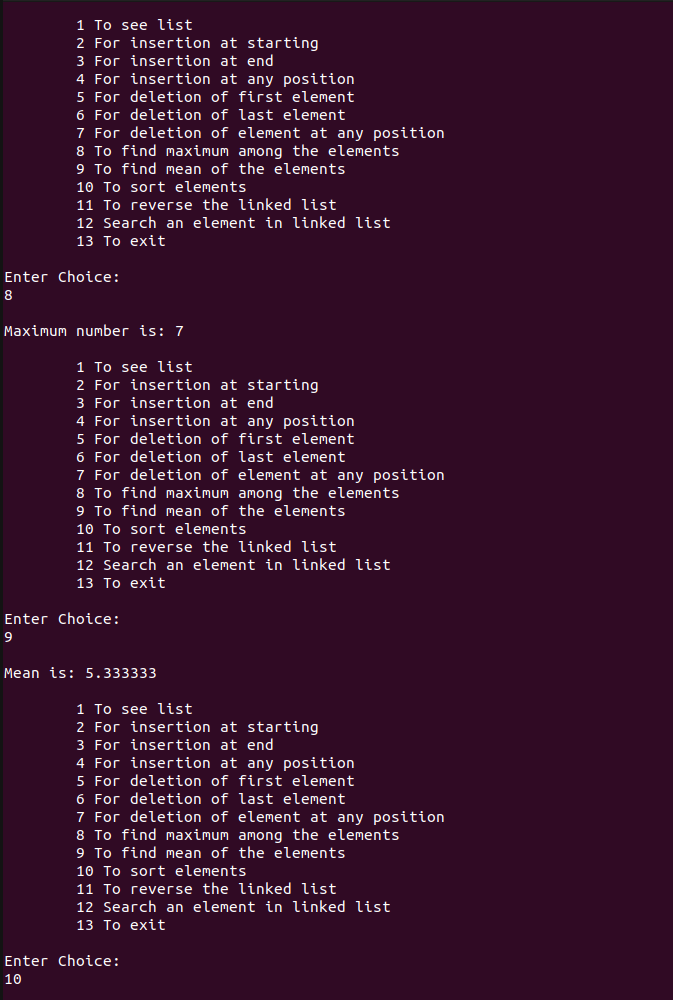 1 To see list
2 For insertion at starting
3 For insertion at end
4 For insertion at any position
5 For deletion of first element
6 For deletion of last element
7 For deletion of element at any position
8 To find maximum among the elements
9 To find mean of the elements
10 To sort elements
11 To reverse the linked list
12 Search an element in linked list
13 To exit
Enter Choice:
8
Maximum number is: 7
1 To see list
2 For insertion at starting
3 For insertion at end
4 For insertion at any position
5 For deletion of first element
6 For deletion of last element
7 For deletion of element at any position
8 To find maximum among the elements
9 To find mean of the elements
10 To sort elements
11 To reverse the linked list
12 Search an element in linked list
13 To exit
Enter Choice:
9
Mean is: 5.333333
1 To see list
2 For insertion at starting
3 For insertion at end
4 For insertion at any position
5 For deletion of first element
6 For deletion of last element
7 For deletion of element at any position
8 To find maximum among the elements
9 To find mean of the elements
10 To sort elements
11 To reverse the linked list
12 Search an element in linked list
13 To exit
Enter Choice:
10